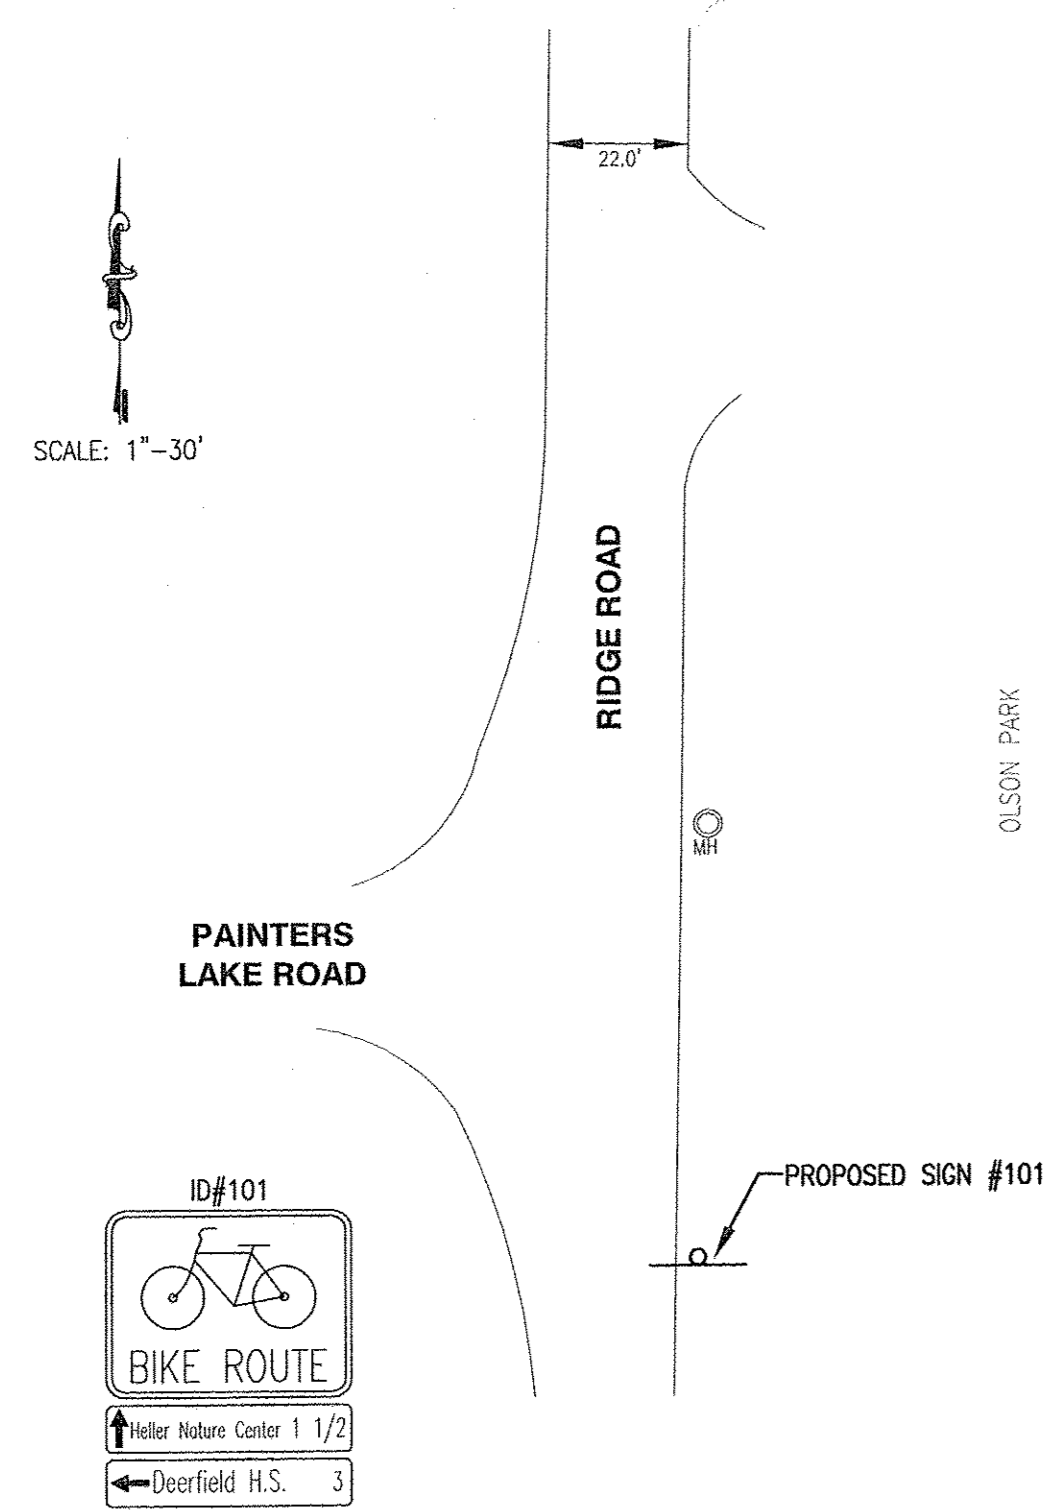 22.0'
SCALE: 1"-30'
RIDGE ROAD
OLSON PARK
MH
PAINTERS
LAKE ROAD
PROPOSED SIGN #101
ID#101
BIKE ROUTE
Heller Nature Center 1 1/2
Deerfield H.S. 3